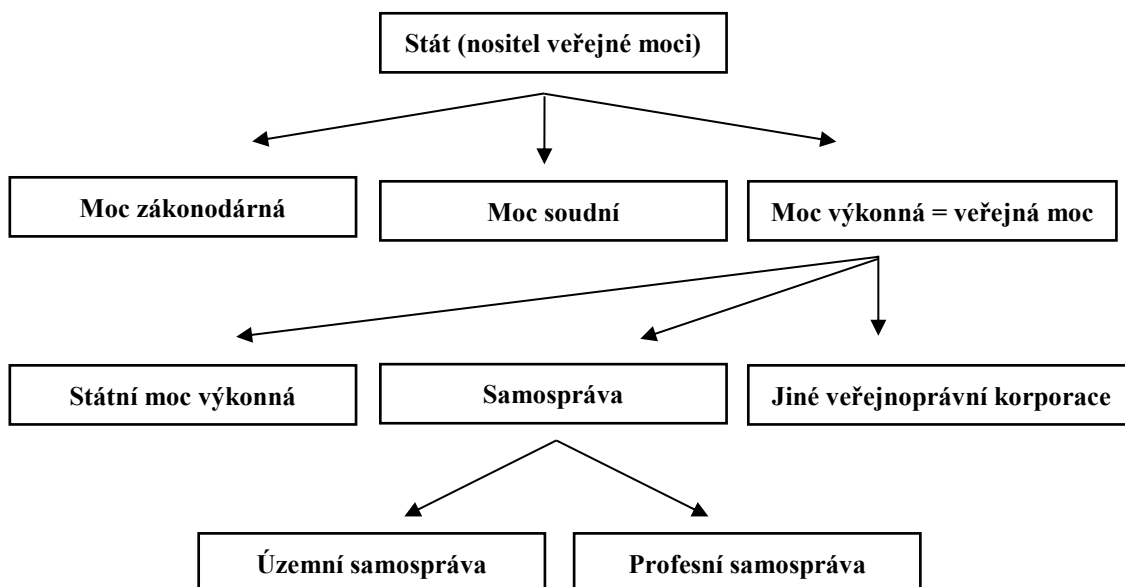 Stát (nositel veřejné moci)
Moc zákonodárná
Moc soudní
Moc výkonná = veřejná moc
Státní moc výkonná
Samospráva
Jiné veřejnoprávní korporace
Územní samospráva
Profesní samospráva